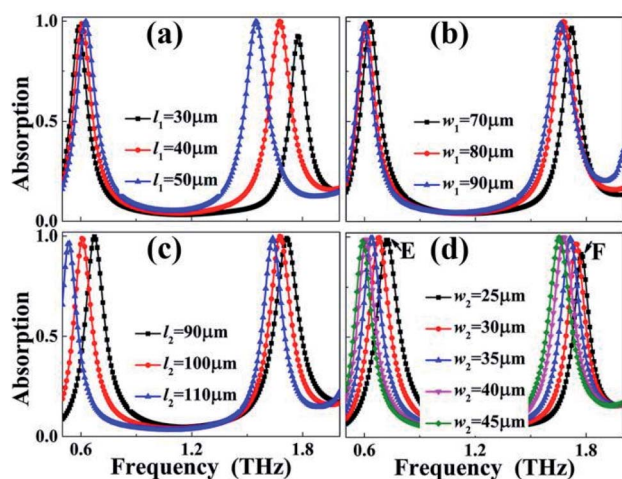 (a)
l₁=30μm
l₁=40μm
l₁=50μm
Absorption
1.0
0.5
0.0
(b)
w₁=70μm
w₁=80μm
w₁=90μm
(c)
l₂=90μm
l₂=100μm
l₂=110μm
Absorption
1.0
0.5
0.0
0.6 1.2 1.8
Frequency (THz)
(d)
E
F
w₂=25μm
w₂=30μm
w₂=35μm
w₂=40μm
w₂=45μm
0.6 1.2 1.8
Frequency (THz)